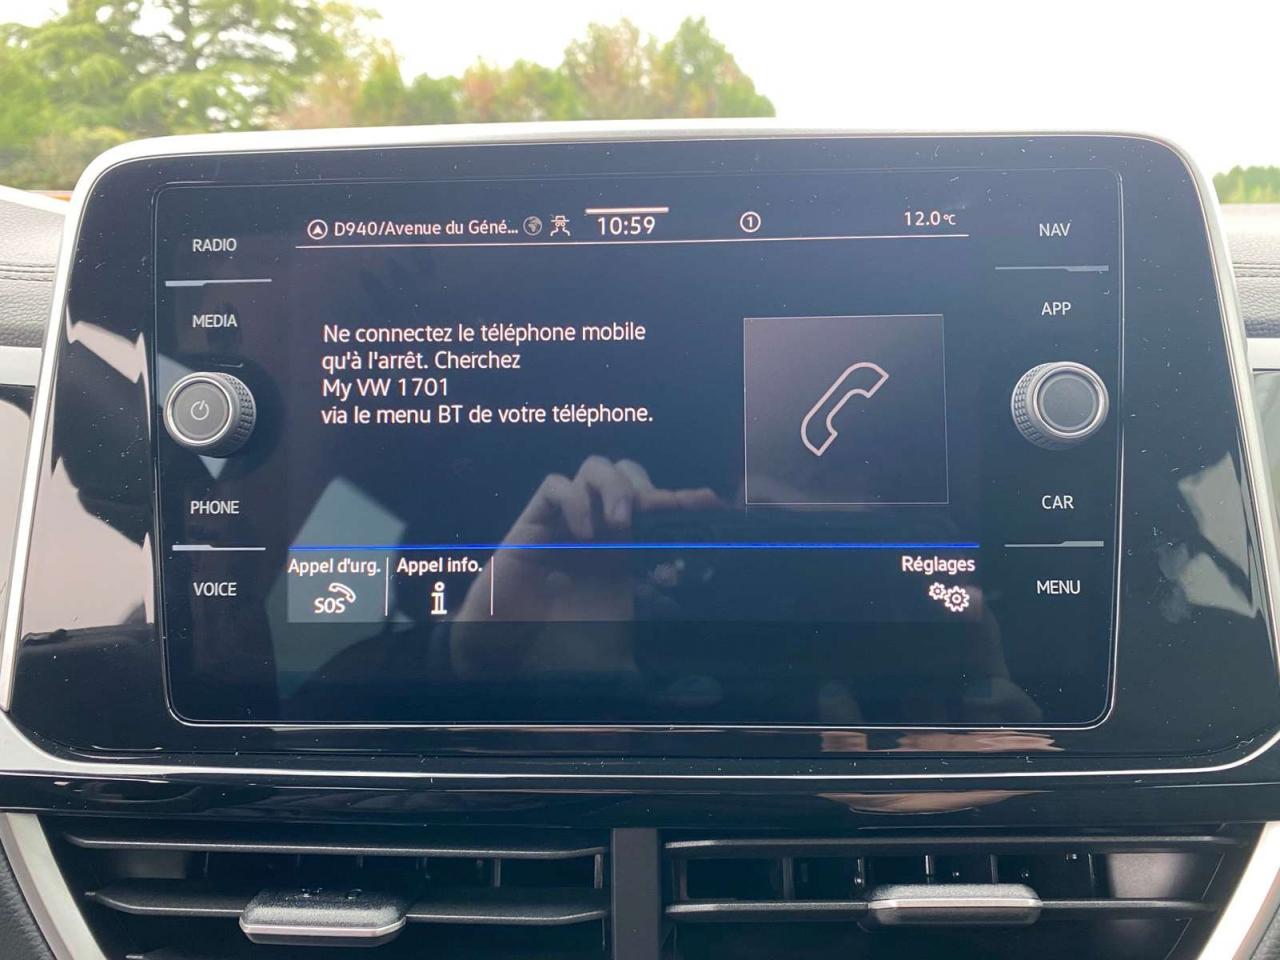 D940/Avenue du Géné... 10:59 1 12.0°C
RADIO
MEDIA
PHONE
VOICE
Ne connectez le téléphone mobile
qu'à l'arrêt. Cherchez
My VW 1701
via le menu BT de votre téléphone.
Appel d'urg. Appel info. Réglages
SOS
NAV
APP
CAR
MENU